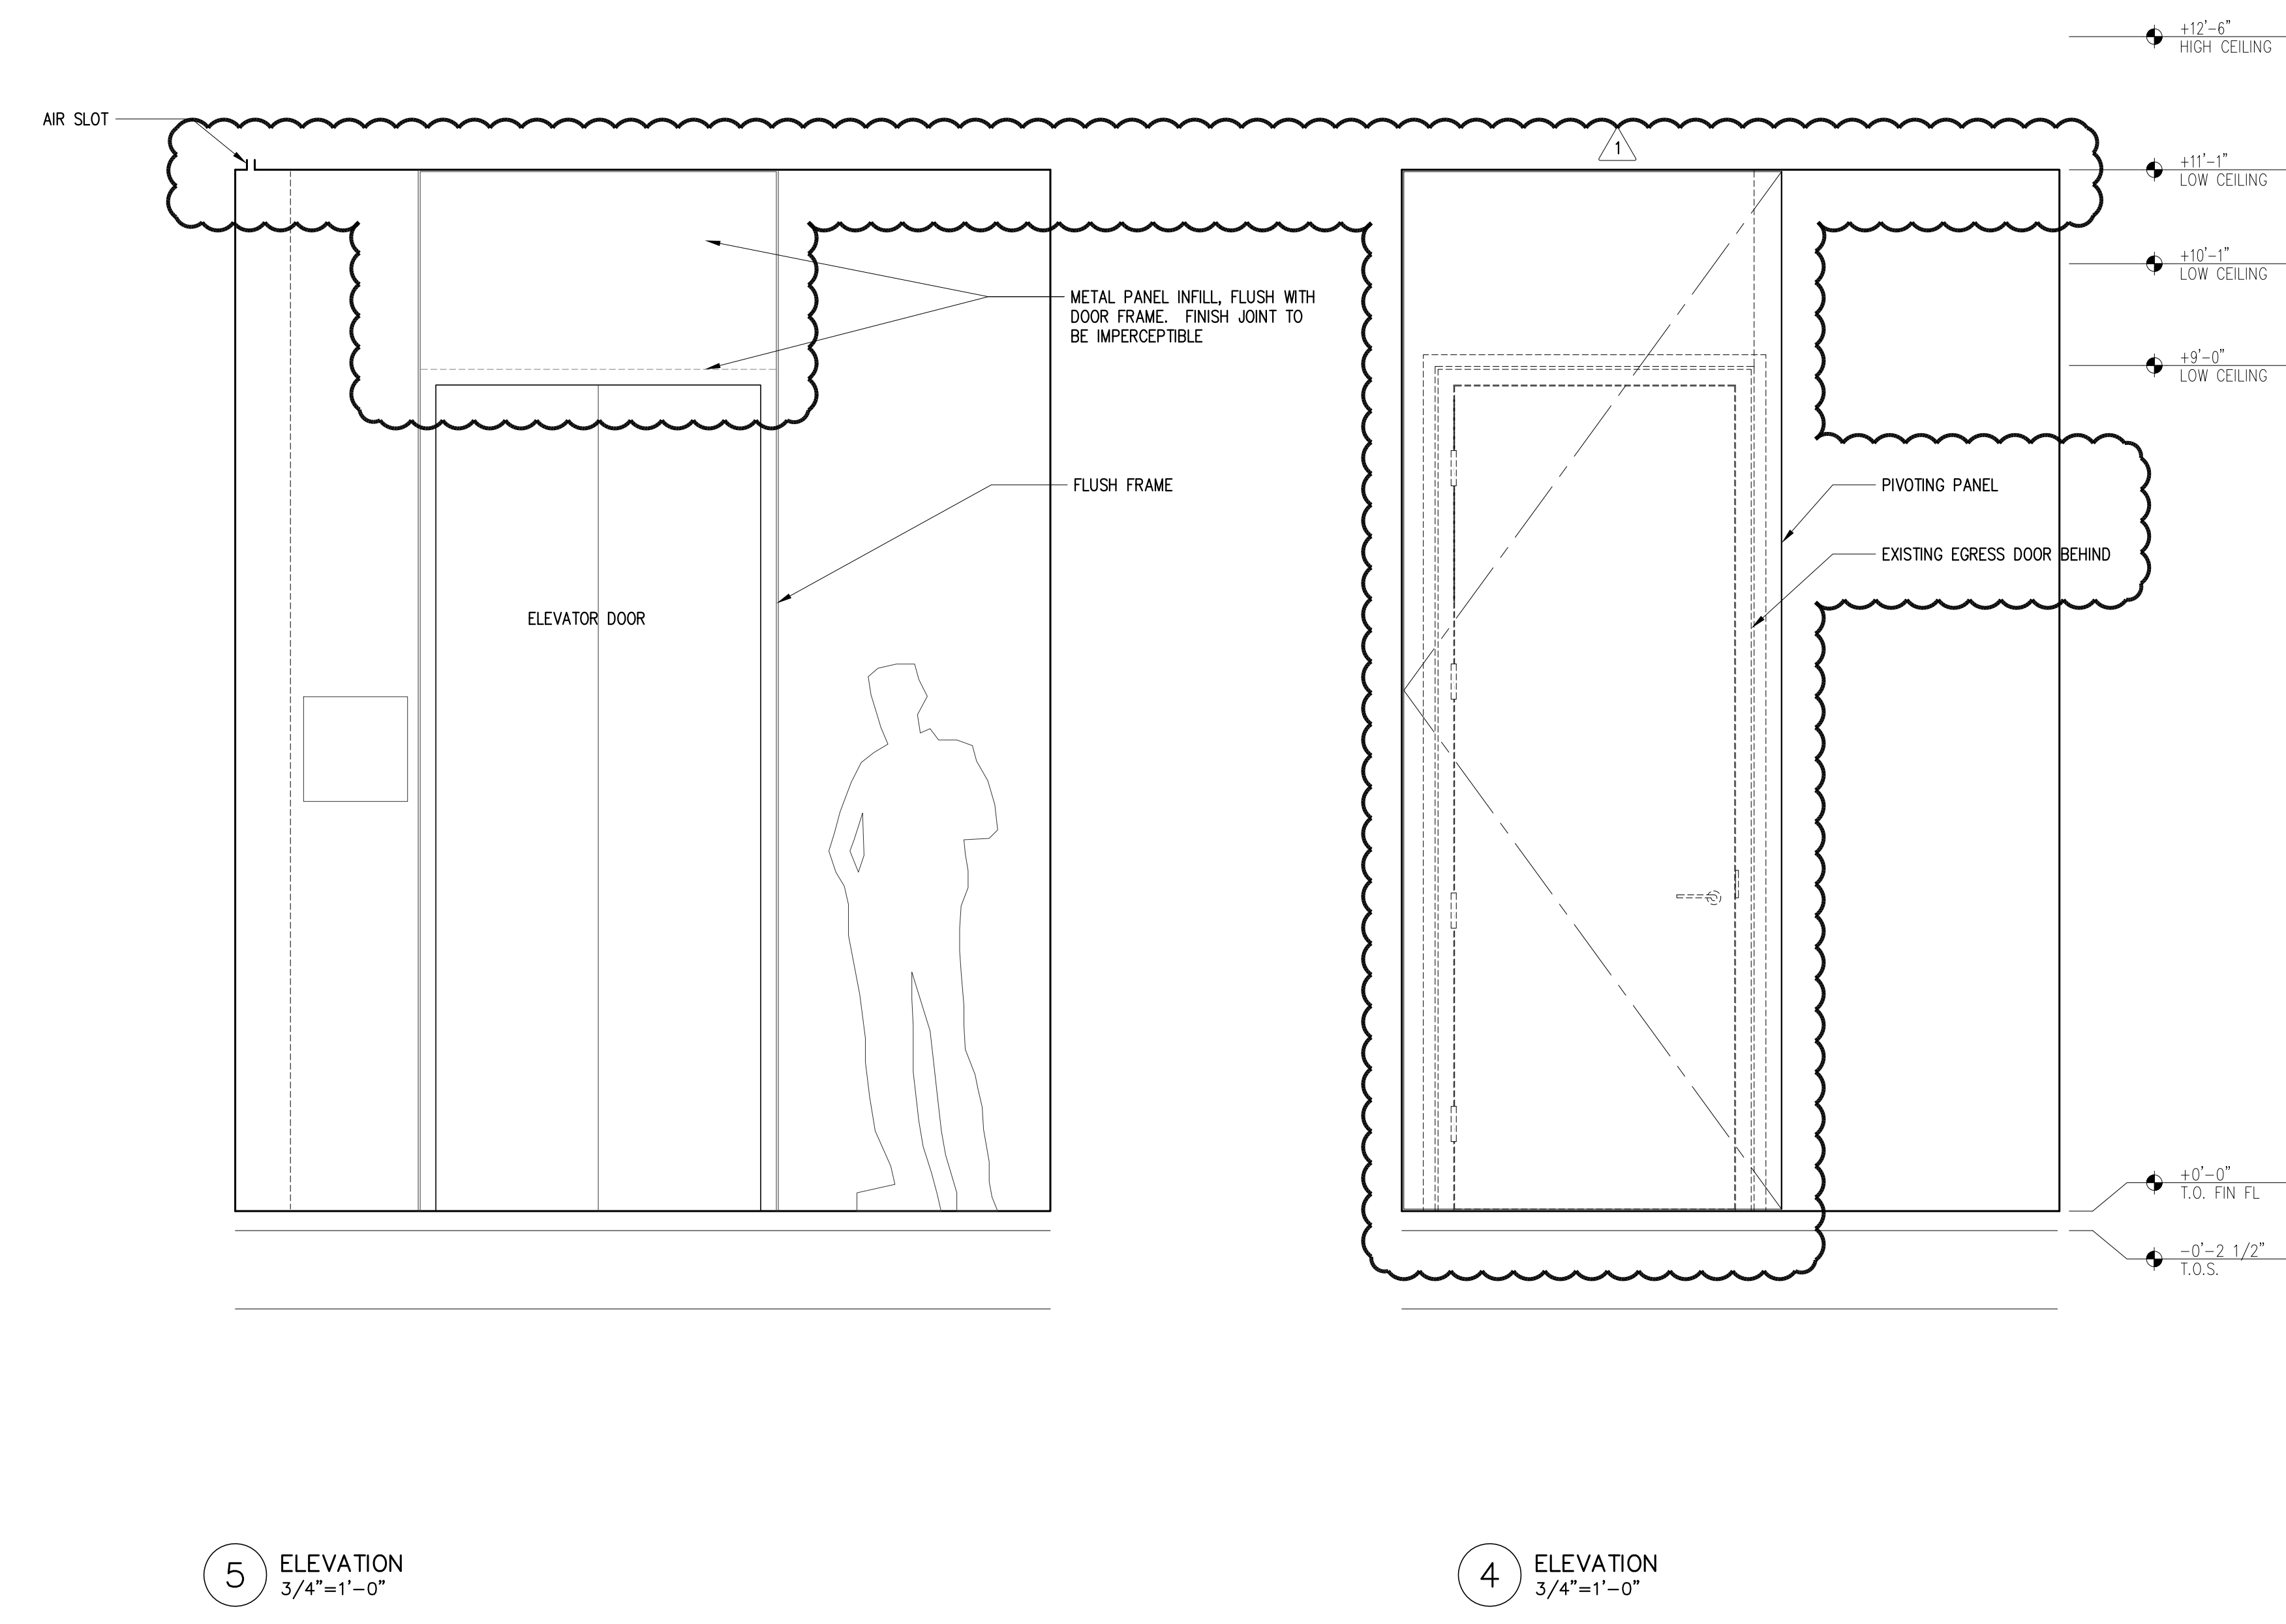 +12'-6"
HIGH CEILING
AIR SLOT
1
+11'-1"
LOW CEILING
+10'-1"
LOW CEILING
METAL PANEL INFILL, FLUSH WITH
DOOR FRAME. FINISH JOINT TO
BE IMPERCEPTIBLE
+9'-0"
LOW CEILING
FLUSH FRAME
PIVOTING PANEL
EXISTING EGRESS DOOR BEHIND
ELEVATOR DOOR
+0'-0"
T.O. FIN FL
-0'-2 1/2"
T.O.S.
5
ELEVATION
3/4"=1'-0"
4
ELEVATION
3/4"=1'-0"